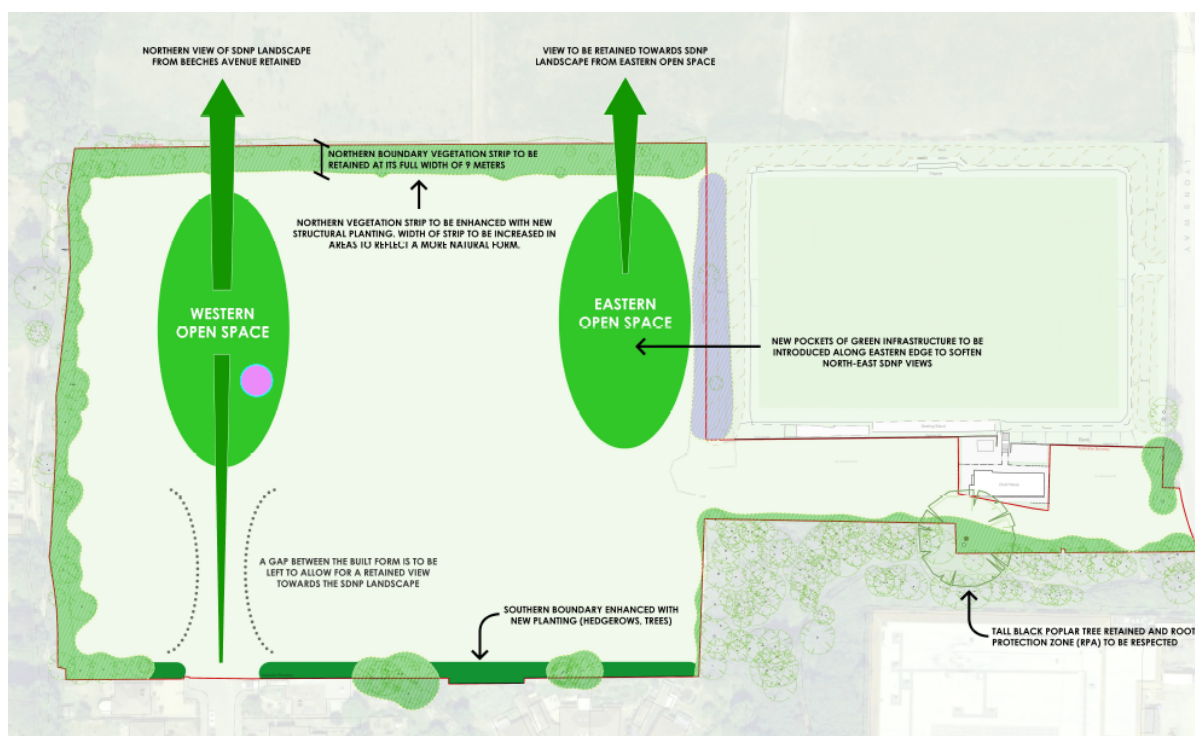 NORTHERN VIEW OF SDNP LANDSCAPE
FROM BEECHES AVENUE RETAINED
VIEW TO BE RETAINED TOWARDS SDNP
LANDSCAPE FROM EASTERN OPEN SPACE
NORTHERN BOUNDARY VEGETATION STRIP TO BE
RETAINED AT ITS FULL WIDTH OF 9 METERS
NORTHERN VEGETATION STRIP TO BE ENHANCED WITH NEW
STRUCTURAL PLANTING. WIDTH OF STRIP TO BE INCREASED IN
AREAS TO REFLECT A MORE NATURAL FORM.
WESTERN
OPEN SPACE
EASTERN
OPEN SPACE
NEW POCKETS OF GREEN INFRASTRUCTURE TO BE
INTRODUCED ALONG EASTERN EDGE TO SOFTEN
NORTH-EAST SDNP VIEWS
A GAP BETWEEN THE BUILT FORM IS TO BE
LEFT TO ALLOW FOR A RETAINED VIEW
TOWARDS THE SDNP LANDSCAPE
SOUTHERN BOUNDARY ENHANCED WITH
NEW PLANTING (HEDGEROWS, TREES)
TALL BLACK POPLAR TREE RETAINED AND ROOT
PROTECTION ZONE (RPA) TO BE RESPECTED